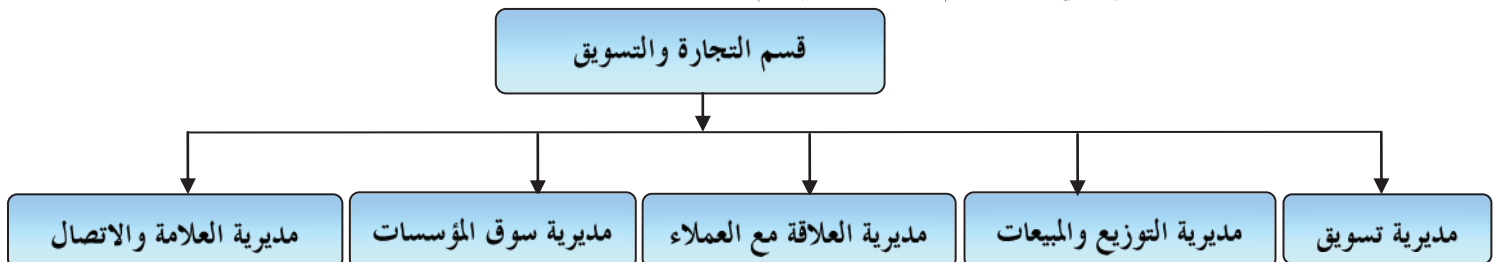 قسم التجارة والتسويق
مديرية تسويق
مديرية التوزيع والمبيعات
مديرية العلاقة مع العملاء
مديرية سوق المؤسسات
مديرية العلامة والاتصال